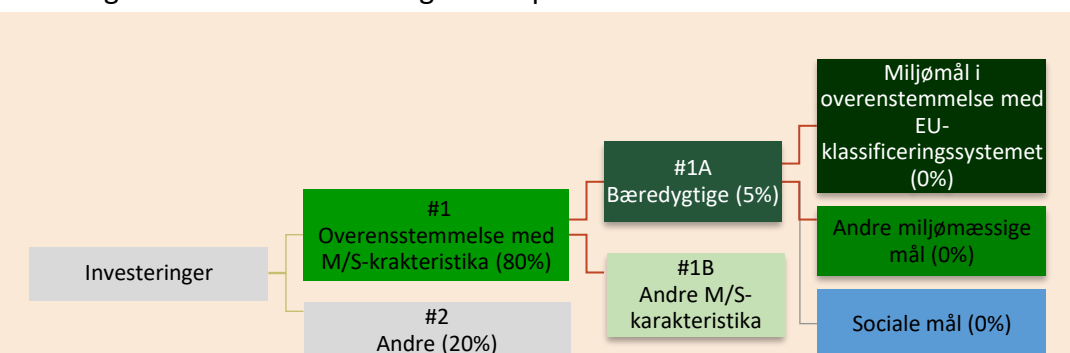 Investeringer
#1
Overensstemmelse med
M/S-krakteristika (80%)
#2
Andre (20%)
#1A
Bæredygtige (5%)
#1B
Andre M/S-
karakteristika
Miljømål i
overenstemmelse med
EU-
klassificeringssystemet
(0%)
Andre miljømæssige
mål (0%)
Sociale mål (0%)